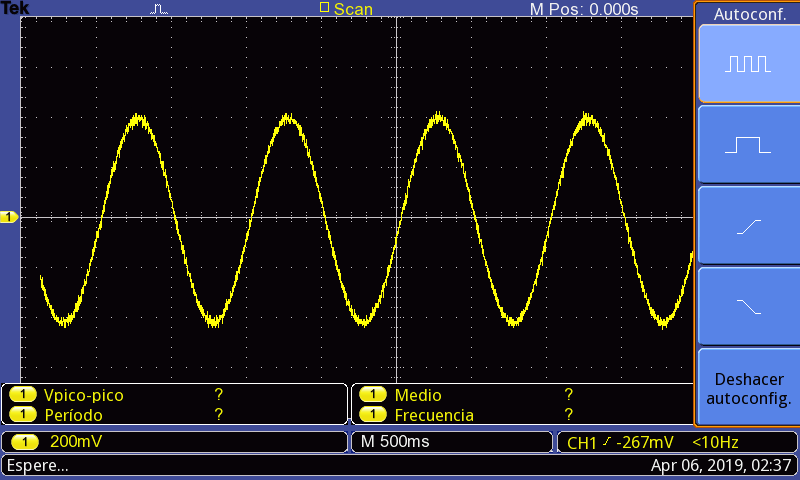 Tek Scan M Pos: 0.000s
Autoconf.
1
1 Vpico-pico ?
1 Período ?
1 Medio ?
1 Frecuencia ?
Deshacer
autoconfig.
1 200mV
M 500ms
CH1 -267mV <10Hz
Espere...
Apr 06, 2019, 02:37